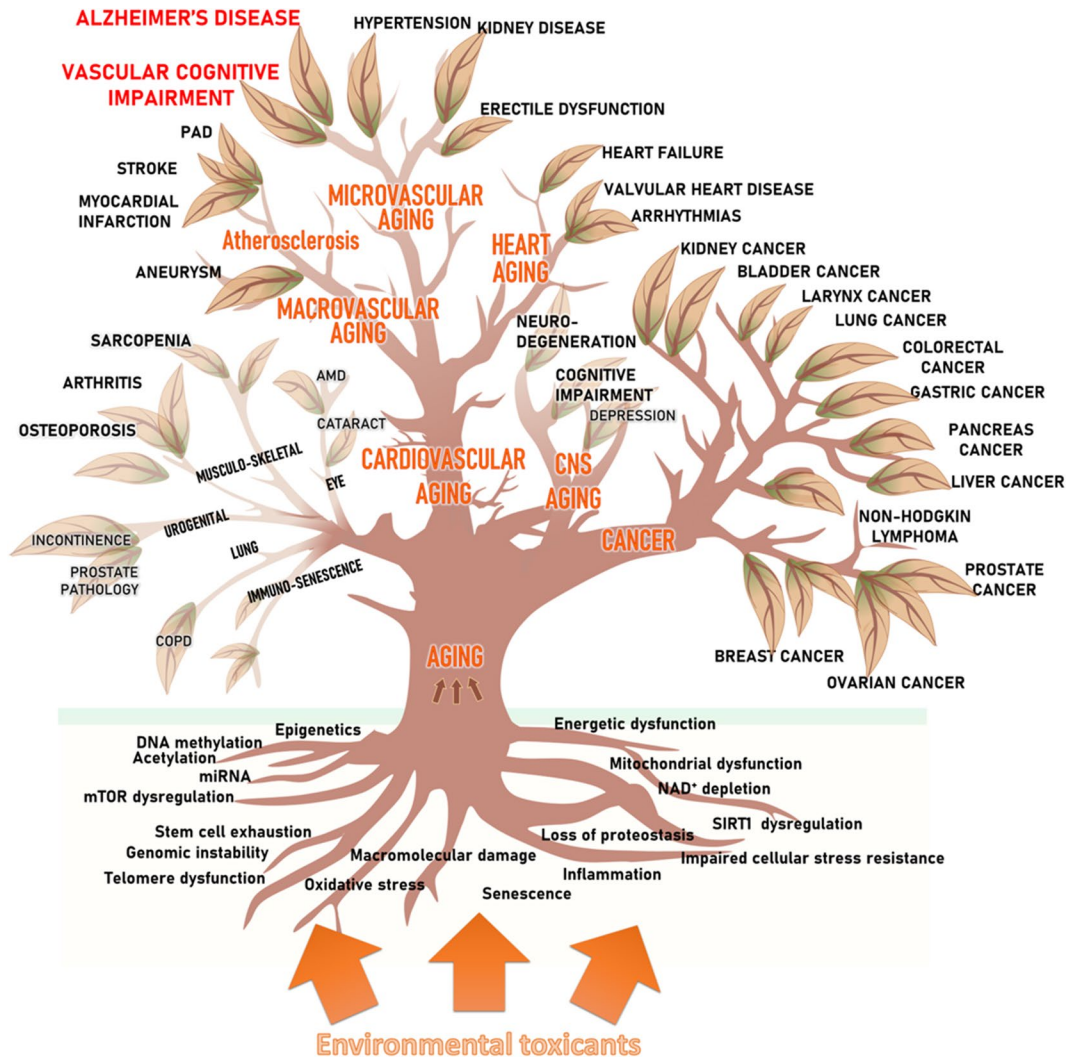 ALZHEIMER'S DISEASE
HYPERTENSION
KIDNEY DISEASE
VASCULAR COGNITIVE
IMPAIRMENT
ERECTILE DYSFUNCTION
PAD
STROKE
MYOCARDIAL
INFARCTION
MICROVASCULAR
AGING
Atherosclerosis
HEART FAILURE
VALVULAR HEART DISEASE
ARRHYTHMIAS
HEART
AGING
ANEURYSM
MACROVASCULAR
AGING
KIDNEY CANCER
BLADDER CANCER
LARYNX CANCER
LUNG CANCER
COLORECTAL
CANCER
GASTRIC CANCER
PANCREAS
CANCER
LIVER CANCER
NON-HODGKIN
LYMPHOMA
PROSTATE
CANCER
BREAST CANCER
OVARIAN CANCER
NEURO-
DEGENERATION
COGNITIVE
IMPAIRMENT
DEPRESSION
SARCOPENIA
ARTHRITIS
OSTEOPOROSIS
AMD
CATARACT
MUSCULO-SKELETAL
EYE
CARDIOVASCULAR
AGING
CNS
AGING
CANCER
UROGENITAL
INCONTINENCE
PROSTATE
PATHOLOGY
LUNG
IMMUNO-SENESCENCE
COPD
AGING
Epigenetics
DNA methylation
Acetylation
miRNA
mTOR dysregulation
Stem cell exhaustion
Genomic instability
Telomere dysfunction
Macromolecular damage
Oxidative stress
Senescence
Energetic dysfunction
Mitochondrial dysfunction
NAD⁺ depletion
SIRT1 dysregulation
Loss of proteostasis
Impaired cellular stress resistance
Inflammation
Environmental toxicants